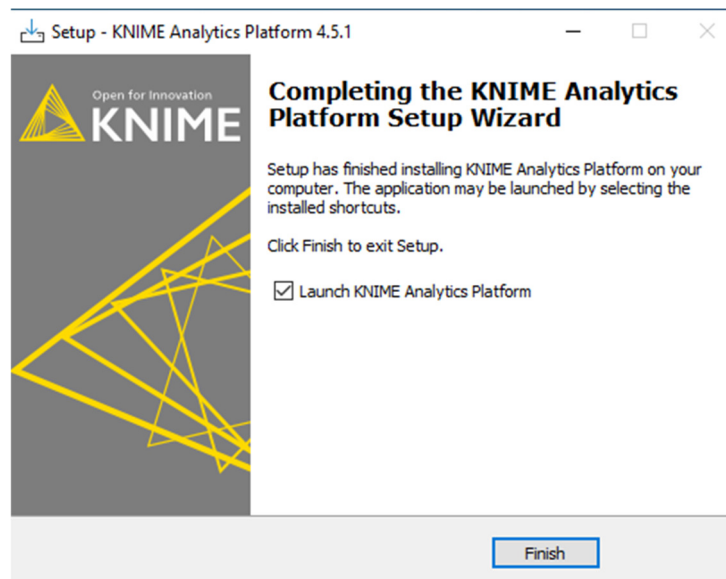 Setup - KNIME Analytics Platform 4.5.1
Open for Innovation
KNIME
Completing the KNIME Analytics
Platform Setup Wizard
Setup has finished installing KNIME Analytics Platform on your
computer. The application may be launched by selecting the
installed shortcuts.
Click Finish to exit Setup.
Launch KNIME Analytics Platform
Finish